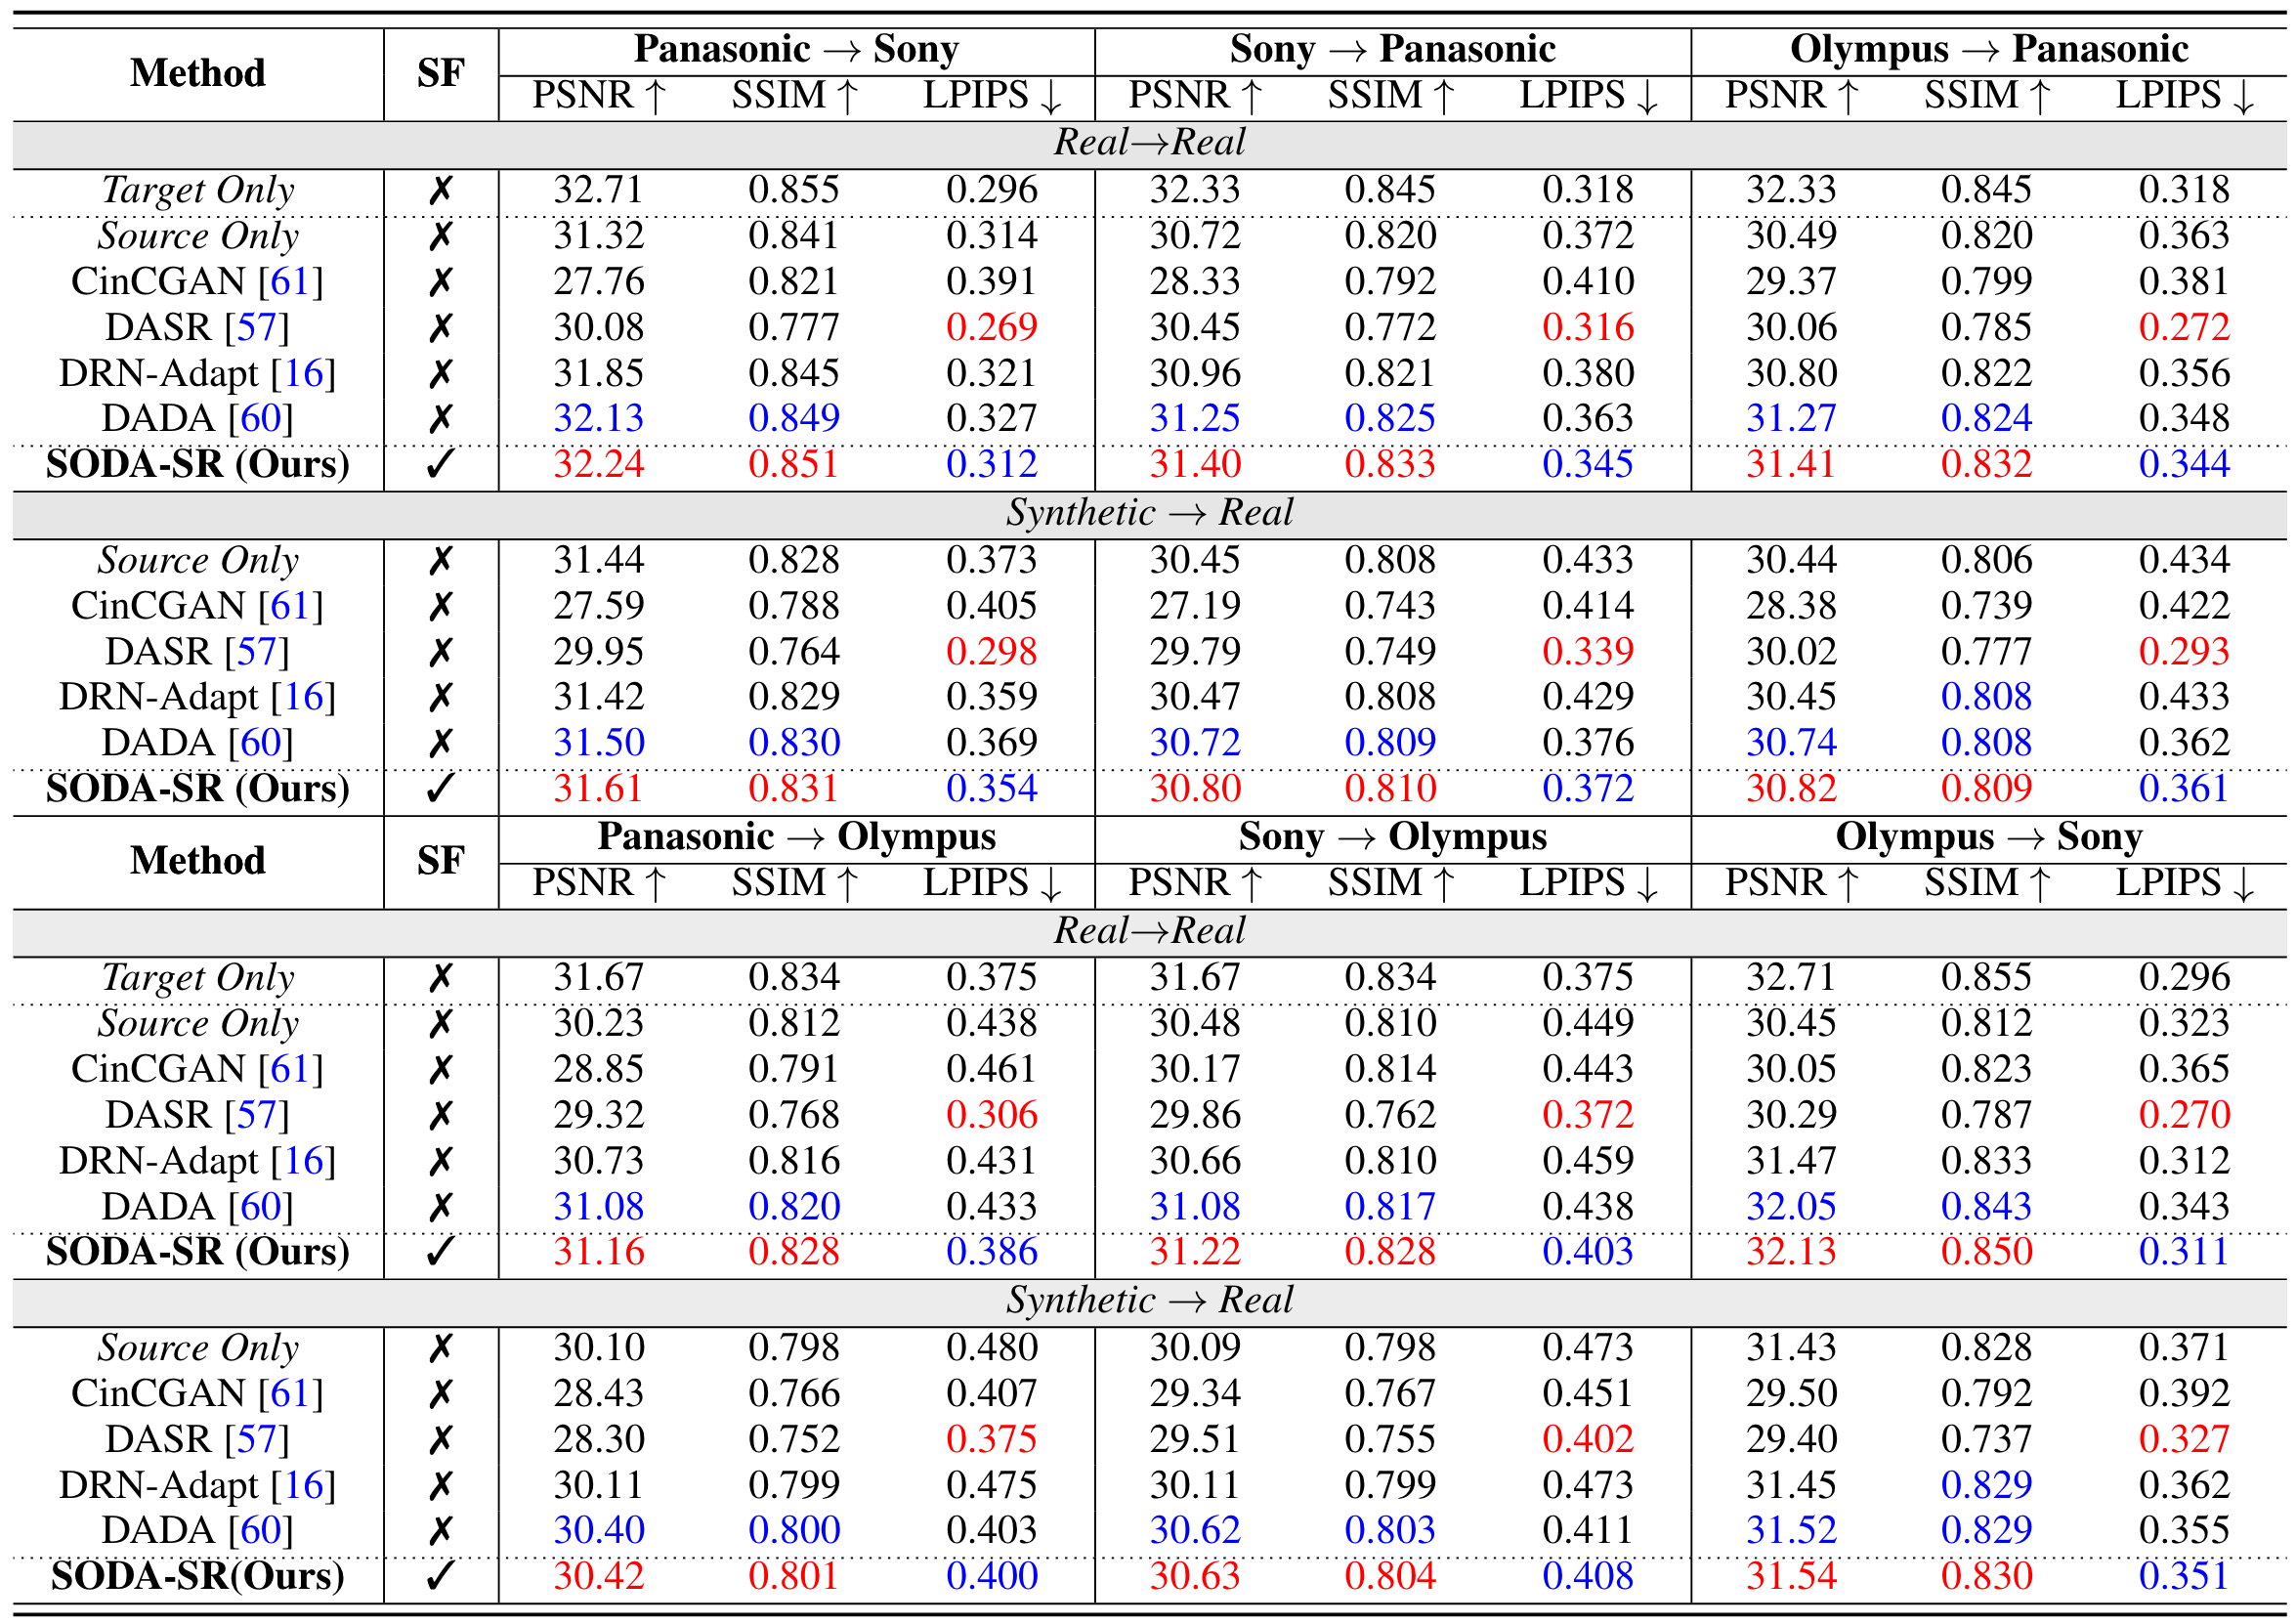 Method SF Panasonic → Sony Sony → Panasonic Olympus → Panasonic
PSNR ↑ SSIM ↑ LPIPS ↓ PSNR ↑ SSIM ↑ LPIPS ↓ PSNR ↑ SSIM ↑ LPIPS ↓
Real→Real
Target Only ✗ 32.71 0.855 0.296 32.33 0.845 0.318 32.33 0.845 0.318
Source Only ✗ 31.32 0.841 0.314 30.72 0.820 0.372 30.49 0.820 0.363
CinCGAN [61] ✗ 27.76 0.821 0.391 28.33 0.792 0.410 29.37 0.799 0.381
DASR [57] ✗ 30.08 0.777 0.269 30.45 0.772 0.316 30.06 0.785 0.272
DRN-Adapt [16] ✗ 31.85 0.845 0.321 30.96 0.821 0.380 30.80 0.822 0.356
DADA [60] ✗ 32.13 0.849 0.327 31.25 0.825 0.363 31.27 0.824 0.348
SODA-SR (Ours) ✓ 32.24 0.851 0.312 31.40 0.833 0.345 31.41 0.832 0.344
Synthetic → Real
Source Only ✗ 31.44 0.828 0.373 30.45 0.808 0.433 30.44 0.806 0.434
CinCGAN [61] ✗ 27.59 0.788 0.405 27.19 0.743 0.414 28.38 0.739 0.422
DASR [57] ✗ 29.95 0.764 0.298 29.79 0.749 0.339 30.02 0.777 0.293
DRN-Adapt [16] ✗ 31.42 0.829 0.359 30.47 0.808 0.429 30.45 0.808 0.433
DADA [60] ✗ 31.50 0.830 0.369 30.72 0.809 0.376 30.74 0.808 0.362
SODA-SR (Ours) ✓ 31.61 0.831 0.354 30.80 0.810 0.372 30.82 0.809 0.361
Method SF Panasonic → Olympus Sony → Olympus Olympus → Sony
PSNR ↑ SSIM ↑ LPIPS ↓ PSNR ↑ SSIM ↑ LPIPS ↓ PSNR ↑ SSIM ↑ LPIPS ↓
Real→Real
Target Only ✗ 31.67 0.834 0.375 31.67 0.834 0.375 32.71 0.855 0.296
Source Only ✗ 30.23 0.812 0.438 30.48 0.810 0.449 30.45 0.812 0.323
CinCGAN [61] ✗ 28.85 0.791 0.461 30.17 0.814 0.443 30.05 0.823 0.365
DASR [57] ✗ 29.32 0.768 0.306 29.86 0.762 0.372 30.29 0.787 0.270
DRN-Adapt [16] ✗ 30.73 0.816 0.431 30.66 0.810 0.459 31.47 0.833 0.312
DADA [60] ✗ 31.08 0.820 0.433 31.08 0.817 0.438 32.05 0.843 0.343
SODA-SR (Ours) ✓ 31.16 0.828 0.386 31.22 0.828 0.403 32.13 0.850 0.311
Synthetic → Real
Source Only ✗ 30.10 0.798 0.480 30.09 0.798 0.473 31.43 0.828 0.371
CinCGAN [61] ✗ 28.43 0.766 0.407 29.34 0.767 0.451 29.50 0.792 0.392
DASR [57] ✗ 28.30 0.752 0.375 29.51 0.755 0.402 29.40 0.737 0.327
DRN-Adapt [16] ✗ 30.11 0.799 0.475 30.11 0.799 0.473 31.45 0.829 0.362
DADA [60] ✗ 30.40 0.800 0.403 30.62 0.803 0.411 31.52 0.829 0.355
SODA-SR(Ours) ✓ 30.42 0.801 0.400 30.63 0.804 0.408 31.54 0.830 0.351